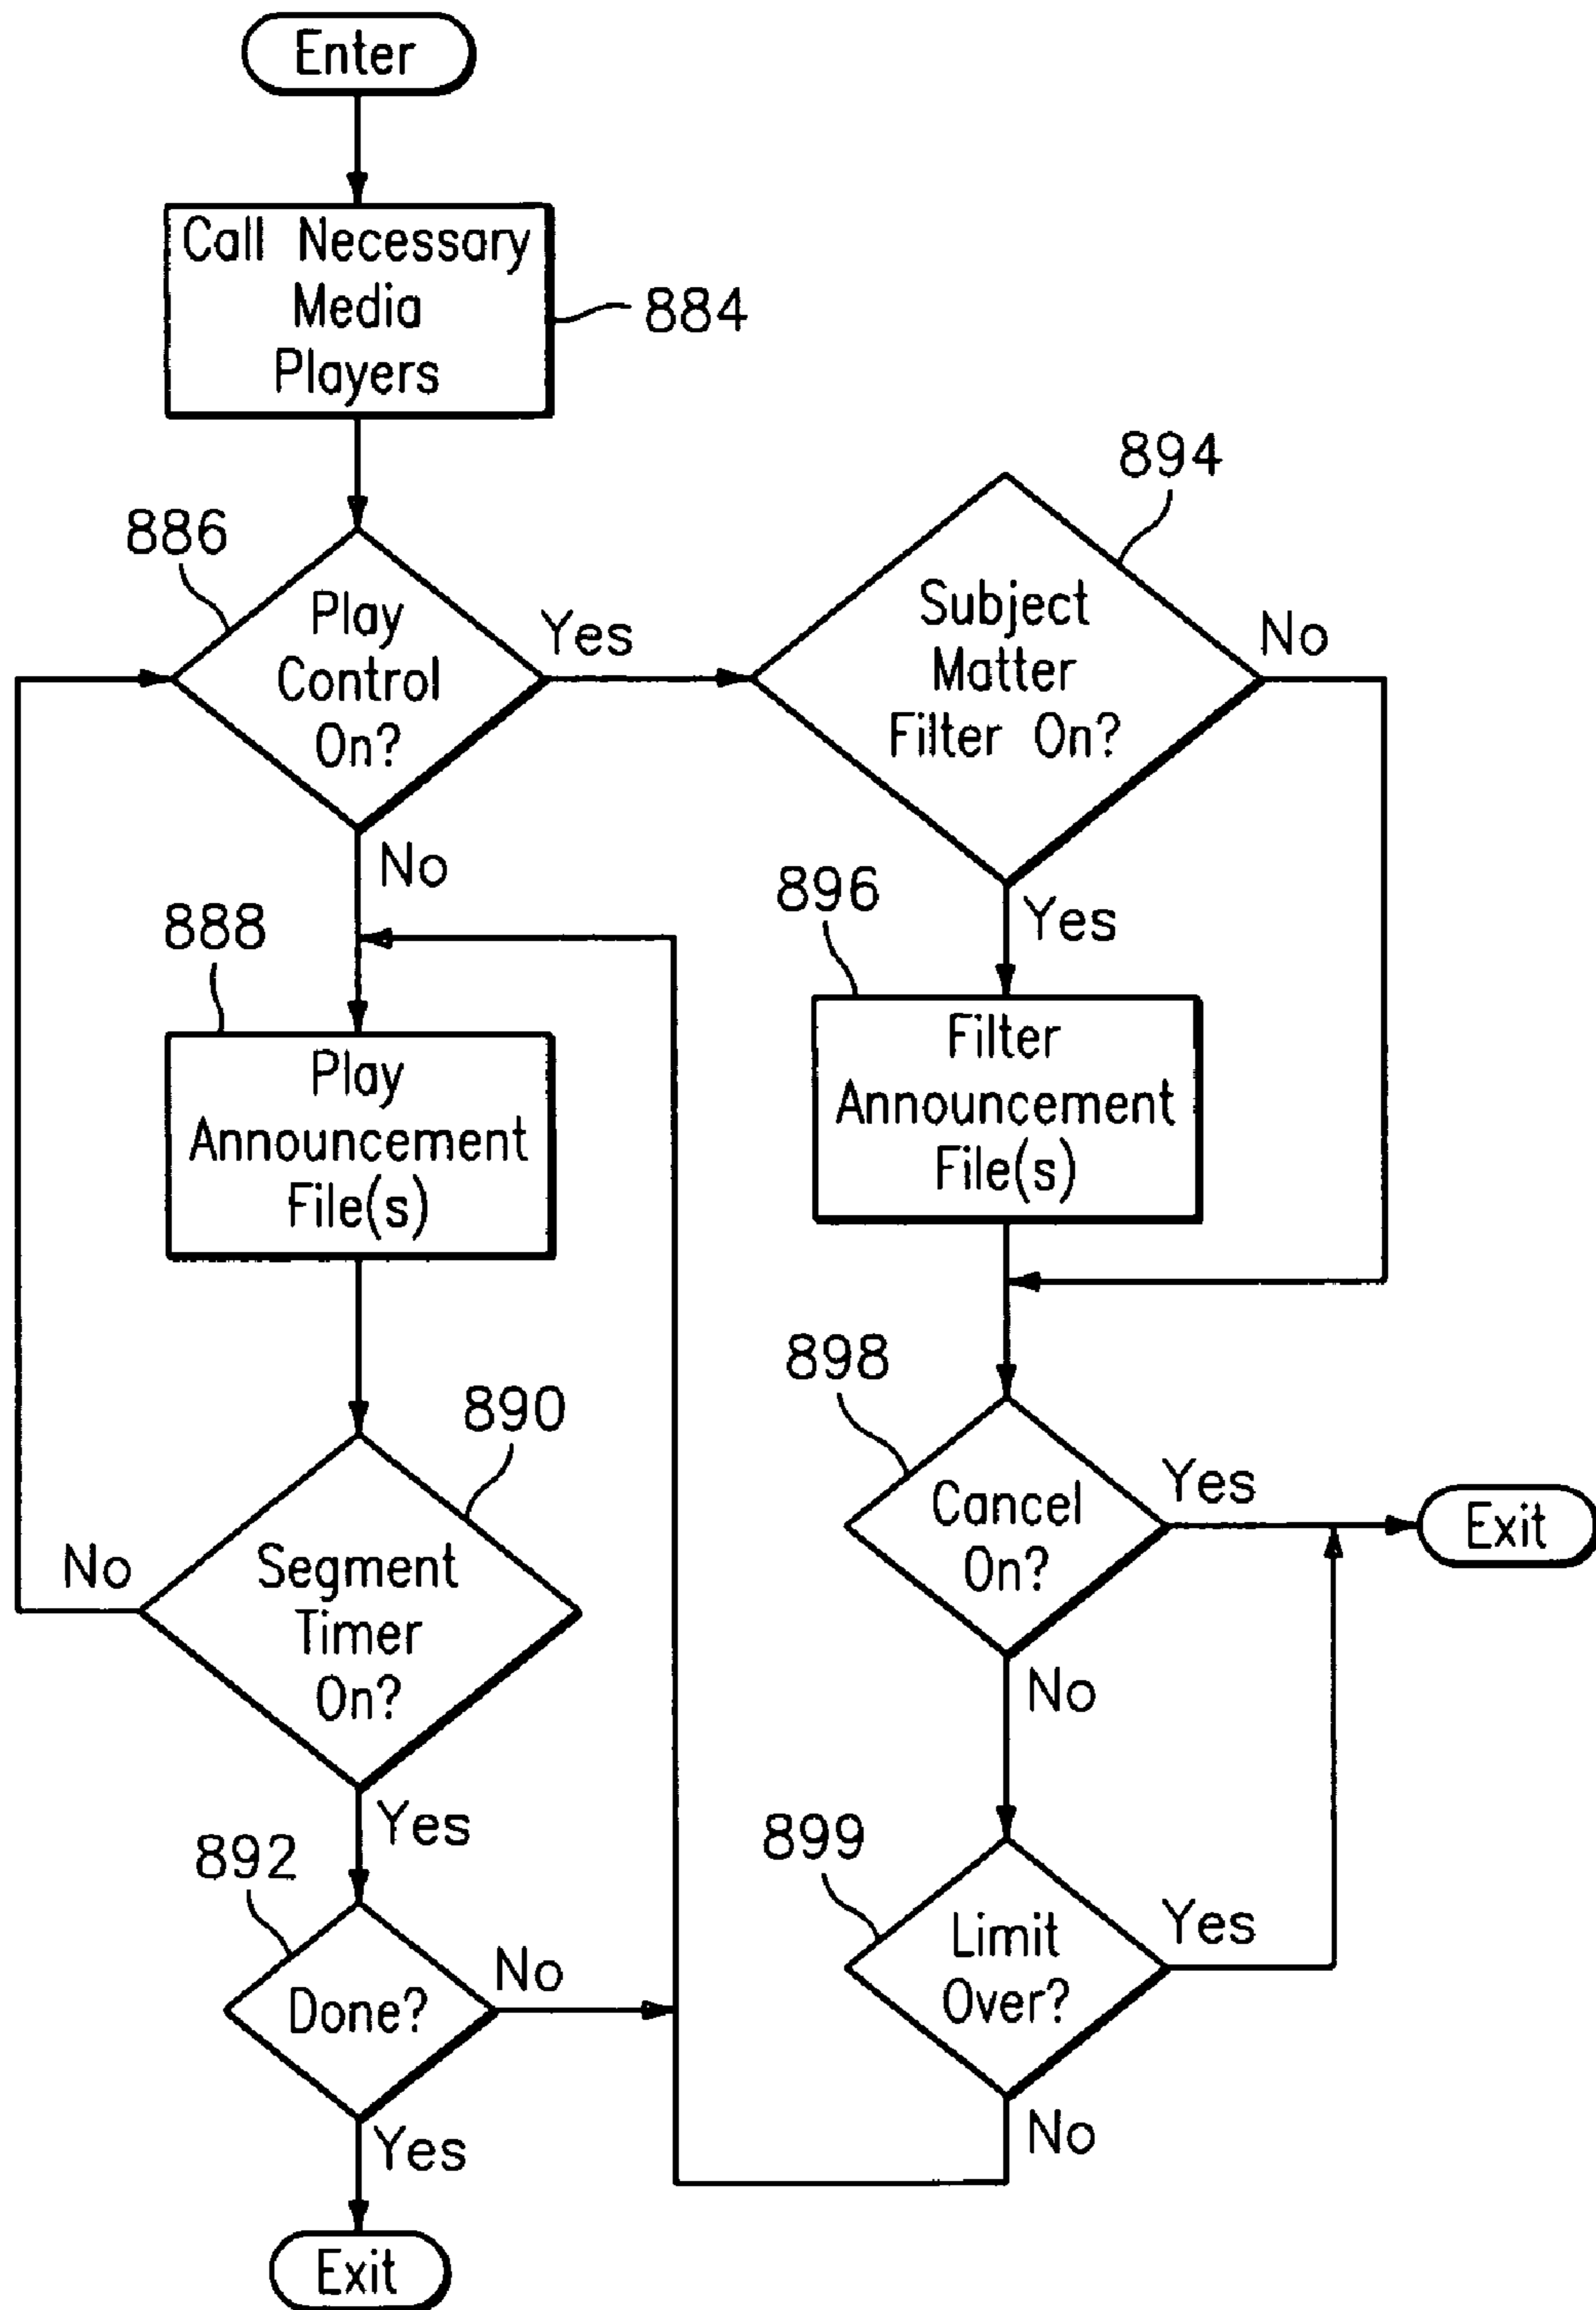 Enter
Call Necessary
Media
Players
884
886
Play
Control
On?
Yes
No
894
Subject
Matter
Filter On?
No
Yes
888
Play
Announcement
File(s)
896
Filter
Announcement
File(s)
890
Segment
Timer
On?
No
Yes
898
Cancel
On?
Yes
No
Exit
892
Done?
No
Yes
899
Limit
Over?
Yes
No
Exit